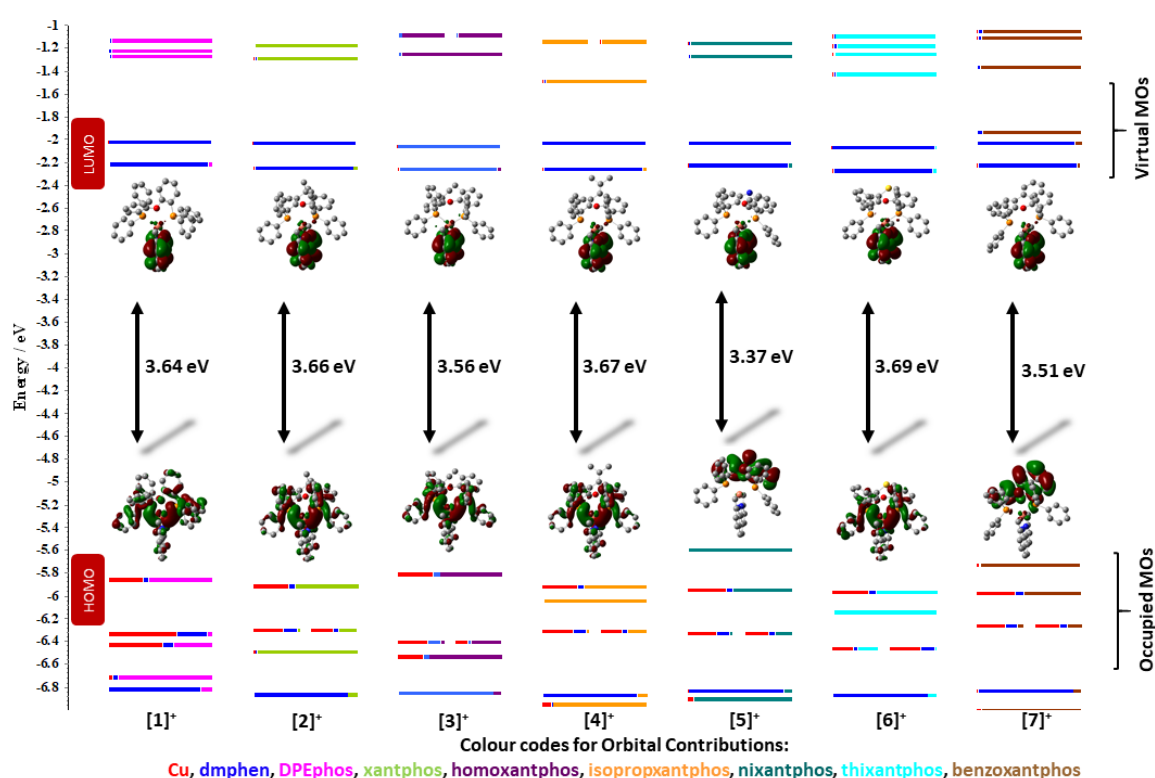 -1
-1.2
-1.4
-1.6
-1.8
-2
-2.2
-2.4
-2.6
-2.8
-3
-3.2
-3.4
-3.6
-3.8
-4
-4.2
-4.4
-4.6
-4.8
-5
-5.2
-5.4
-5.6
-5.8
-6
-6.2
-6.4
-6.6
-6.8
Energy / eV
LUMO
HOMO
Virtual MOs
Occupied MOs
3.64 eV
3.66 eV
3.56 eV
3.67 eV
3.37 eV
3.69 eV
3.51 eV
[1]⁺ [2]⁺ [3]⁺ [4]⁺ [5]⁺ [6]⁺ [7]⁺
Colour codes for Orbital Contributions:
Cu, dmphen, DPEphos, xantphos, homoxantphos, isopropxantphos, nixantphos, thixantphos, benzoxantphos